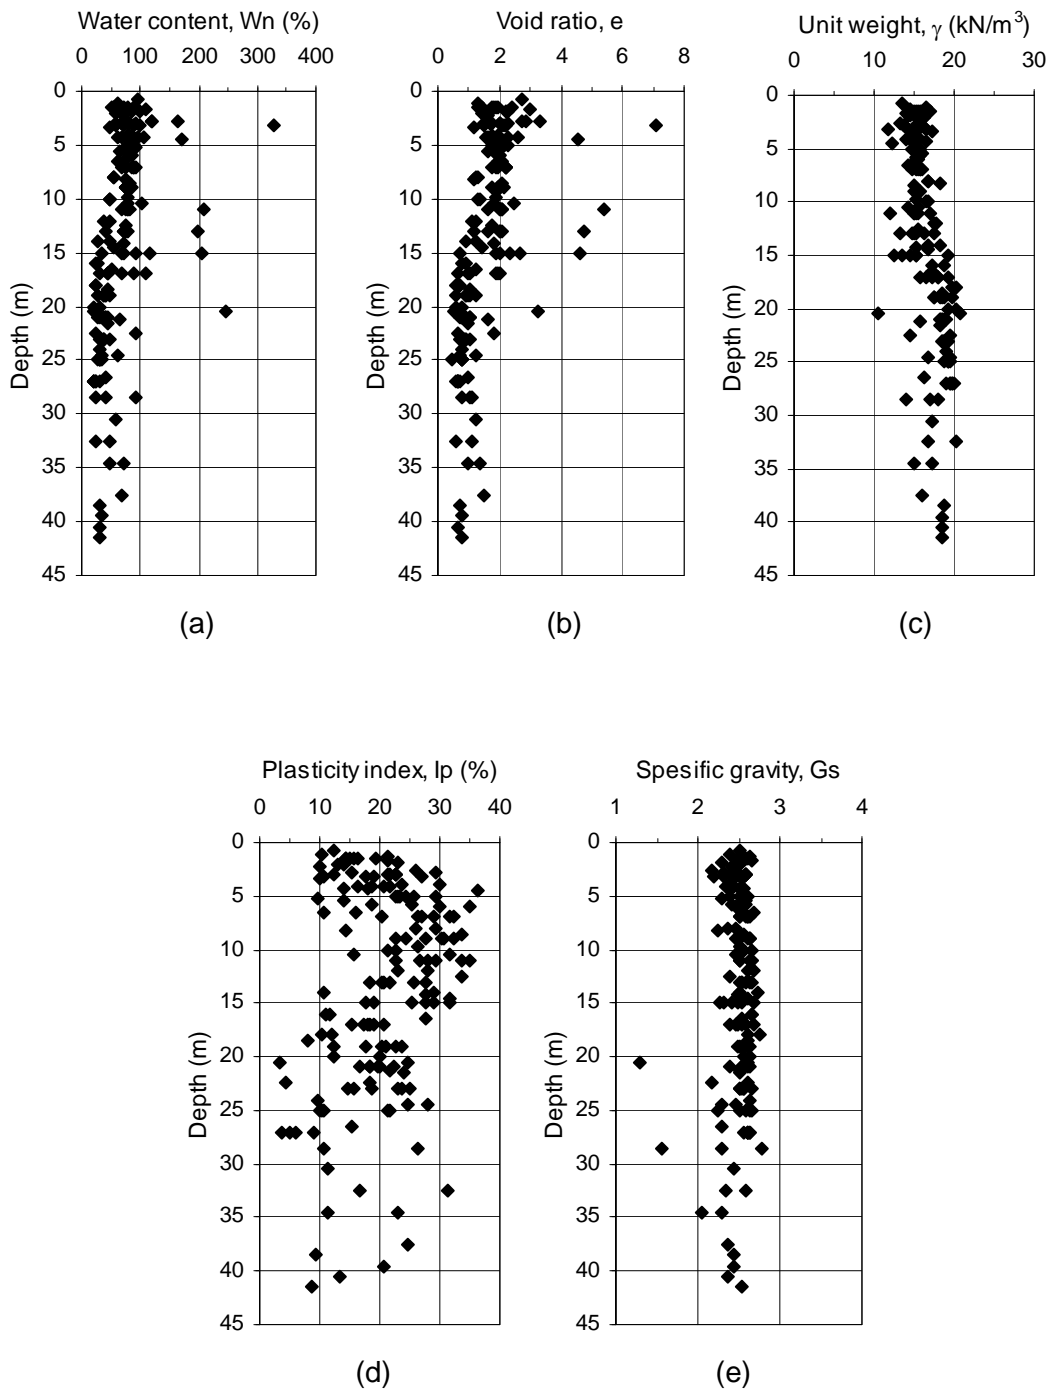 Water content, Wn (%)
0 100 200 300 400
0
5
10
15
20
25
30
35
40
45
Depth (m)
(a)
Void ratio, e
0 2 4 6 8
0
5
10
15
20
25
30
35
40
45
Depth (m)
(b)
Unit weight, γ (kN/m³)
0 10 20 30
0
5
10
15
20
25
30
35
40
45
Depth (m)
(c)
Plasticity index, Ip (%)
0 10 20 30 40
0
5
10
15
20
25
30
35
40
45
Depth (m)
(d)
Spesific gravity, Gs
1 2 3 4
0
5
10
15
20
25
30
35
40
45
Depth (m)
(e)